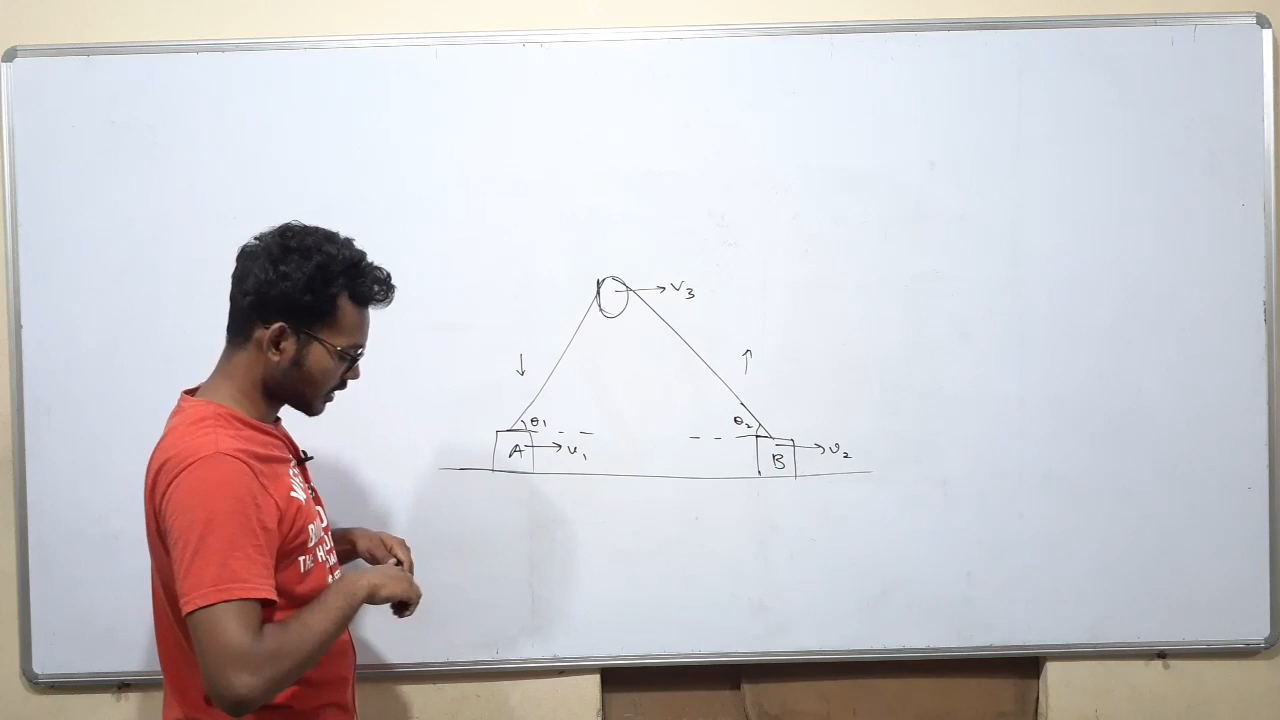 → V₃
↓
↑
θ₁
θ₂
A → v₁
B → v₂